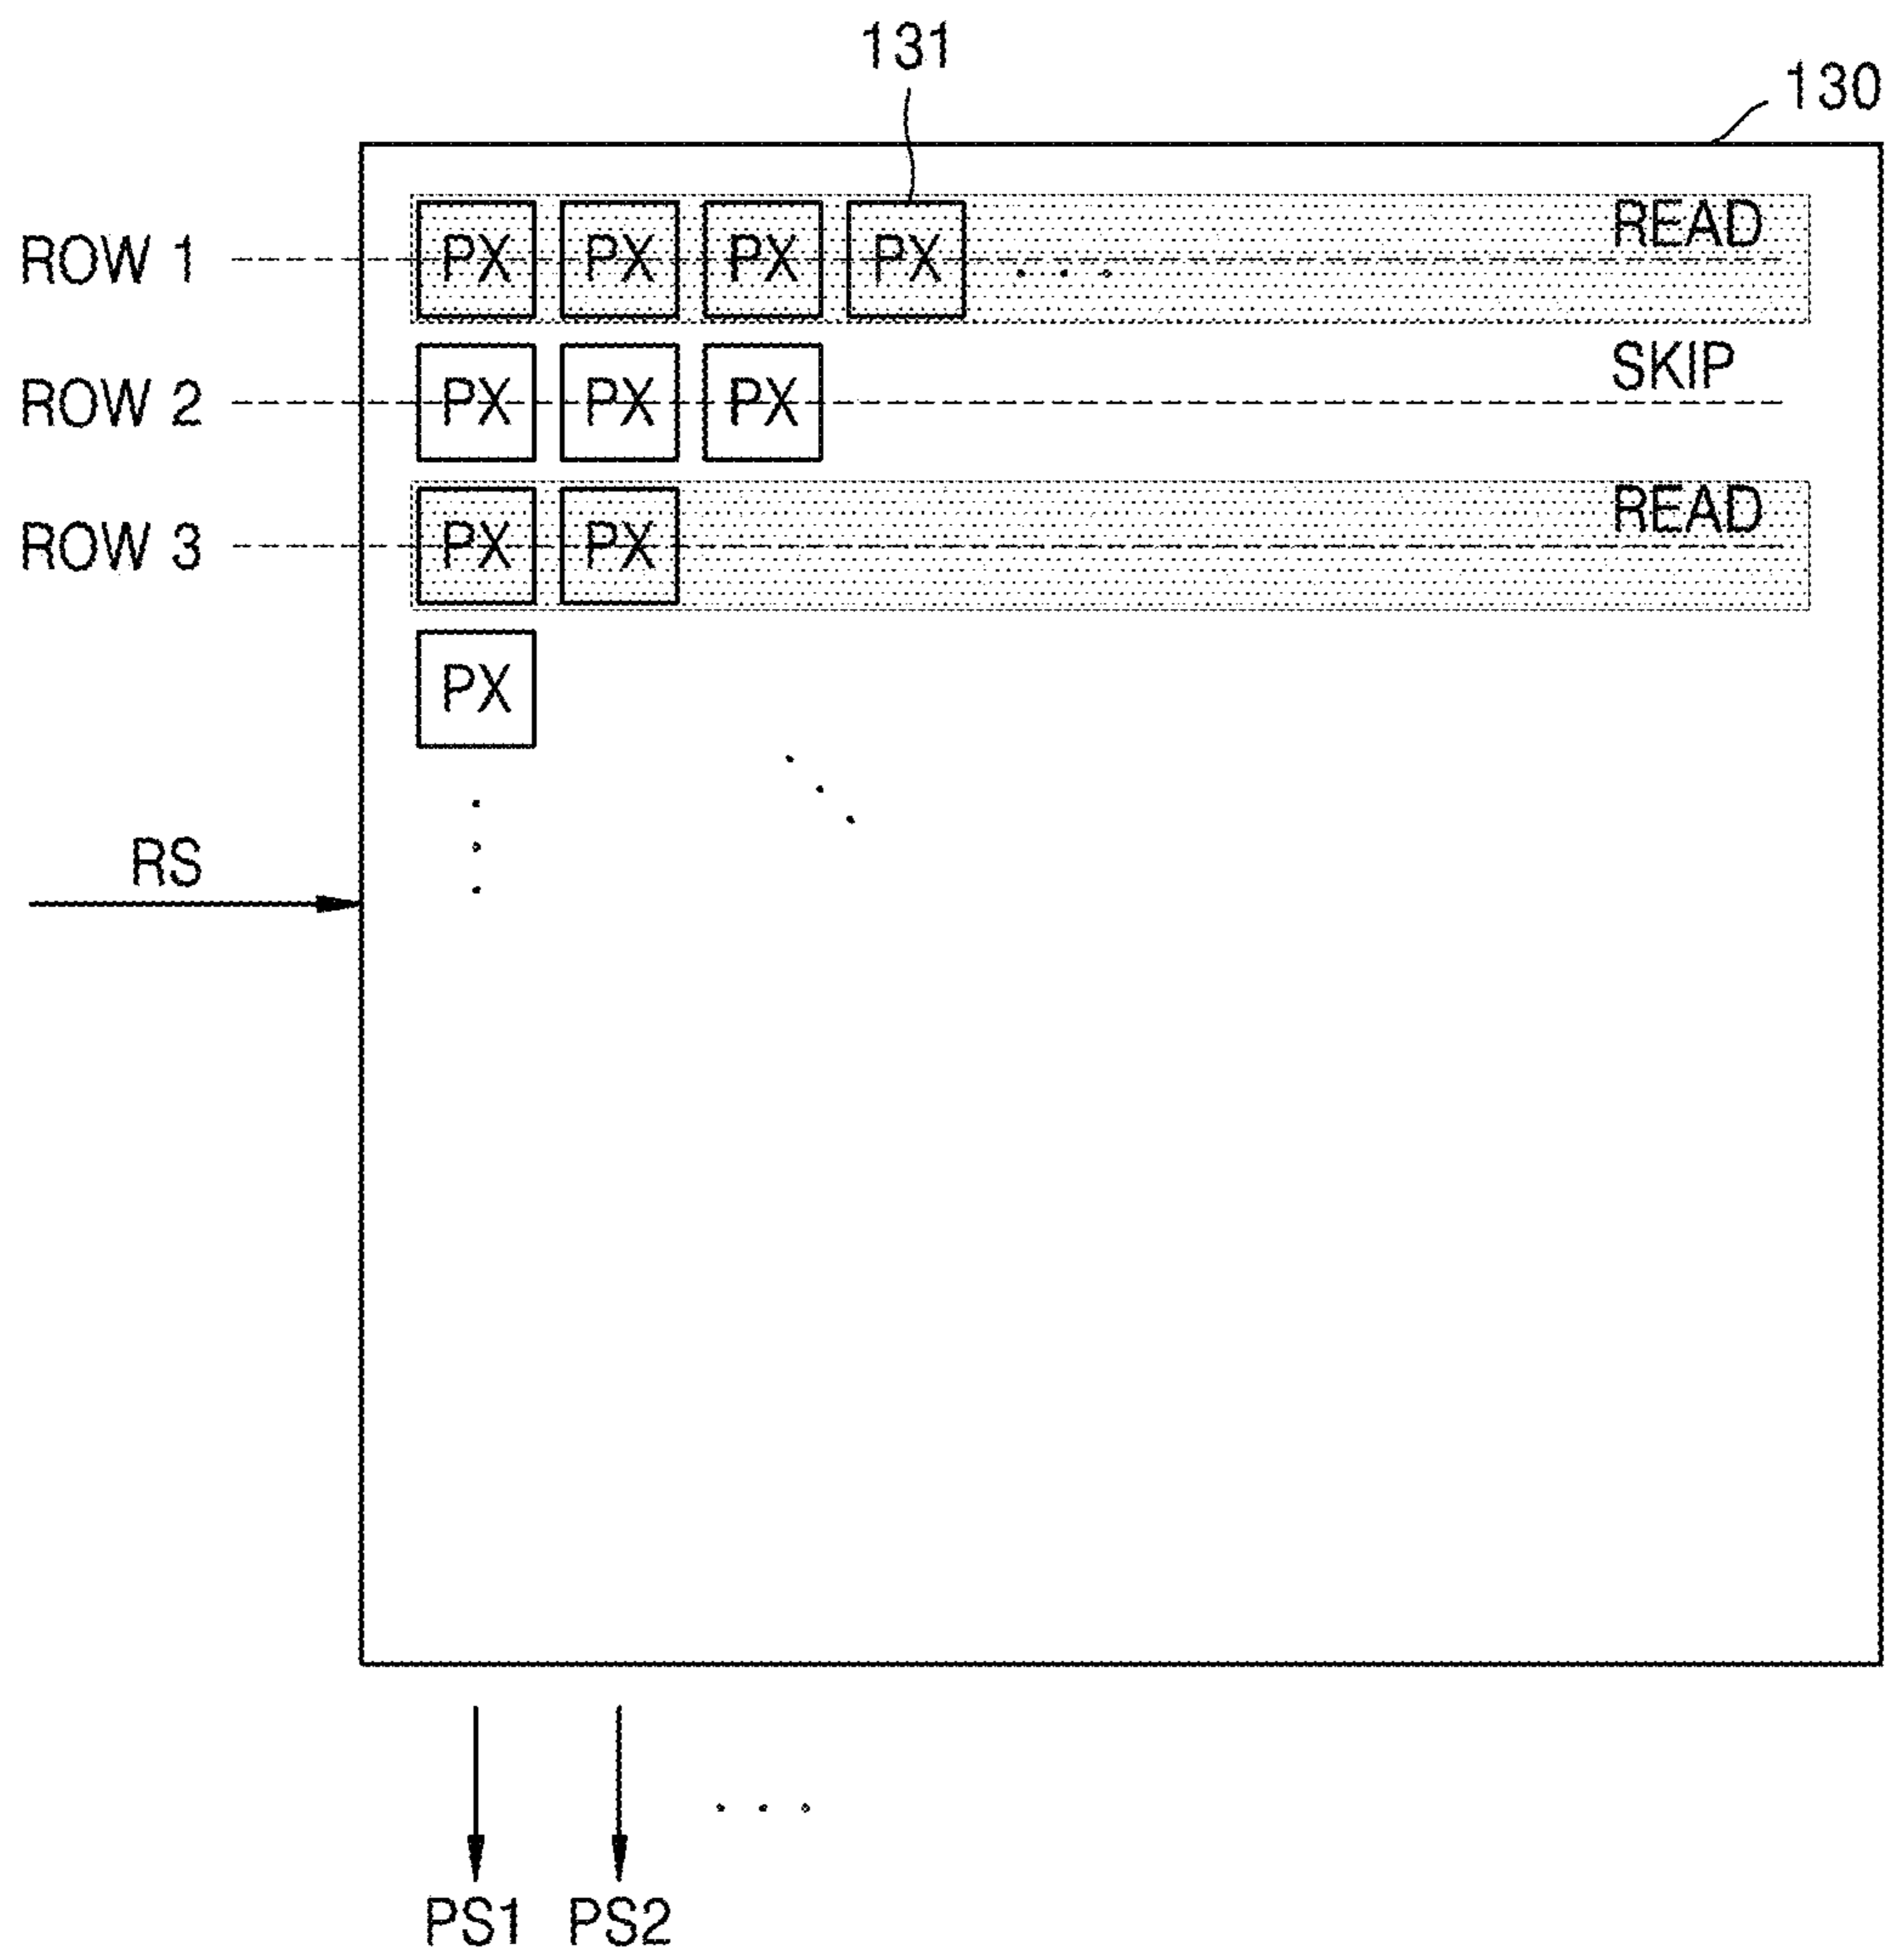 131
130
ROW 1 PX PX PX PX READ
ROW 2 PX PX PX SKIP
ROW 3 PX PX READ
PX
RS
PS1 PS2